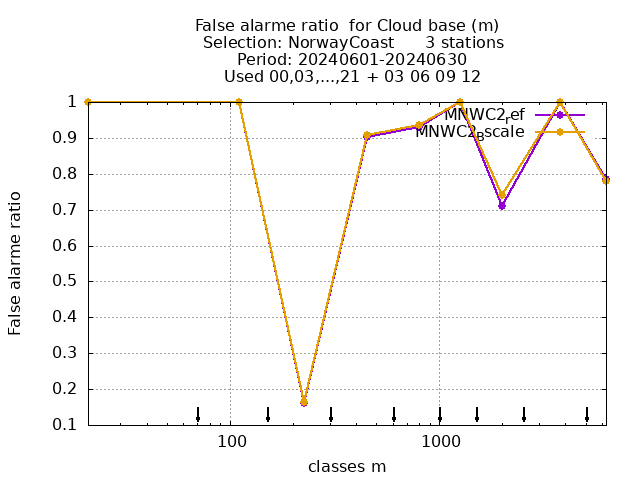 False alarme ratio  for Cloud base (m)
Selection: NorwayCoast      3 stations
Period: 20240601-20240630
Used 00,03,...,21 + 03 06 09 12
MNWC2ref
MNWC2Bscale
1
0.9
0.8
0.7
0.6
0.5
0.4
0.3
0.2
0.1
False alarme ratio
100
1000
classes m